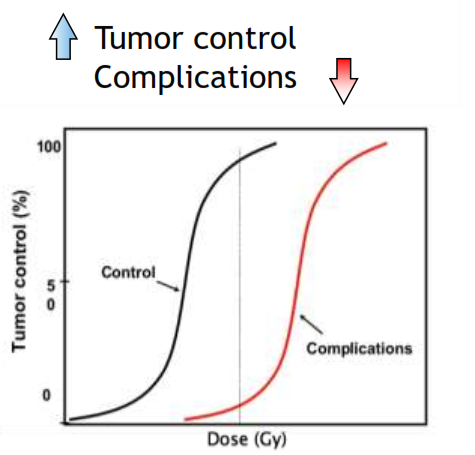 Tumor control
Complications
100
Tumor control (%)
Control
5
0
Complications
0
Dose (Gy)